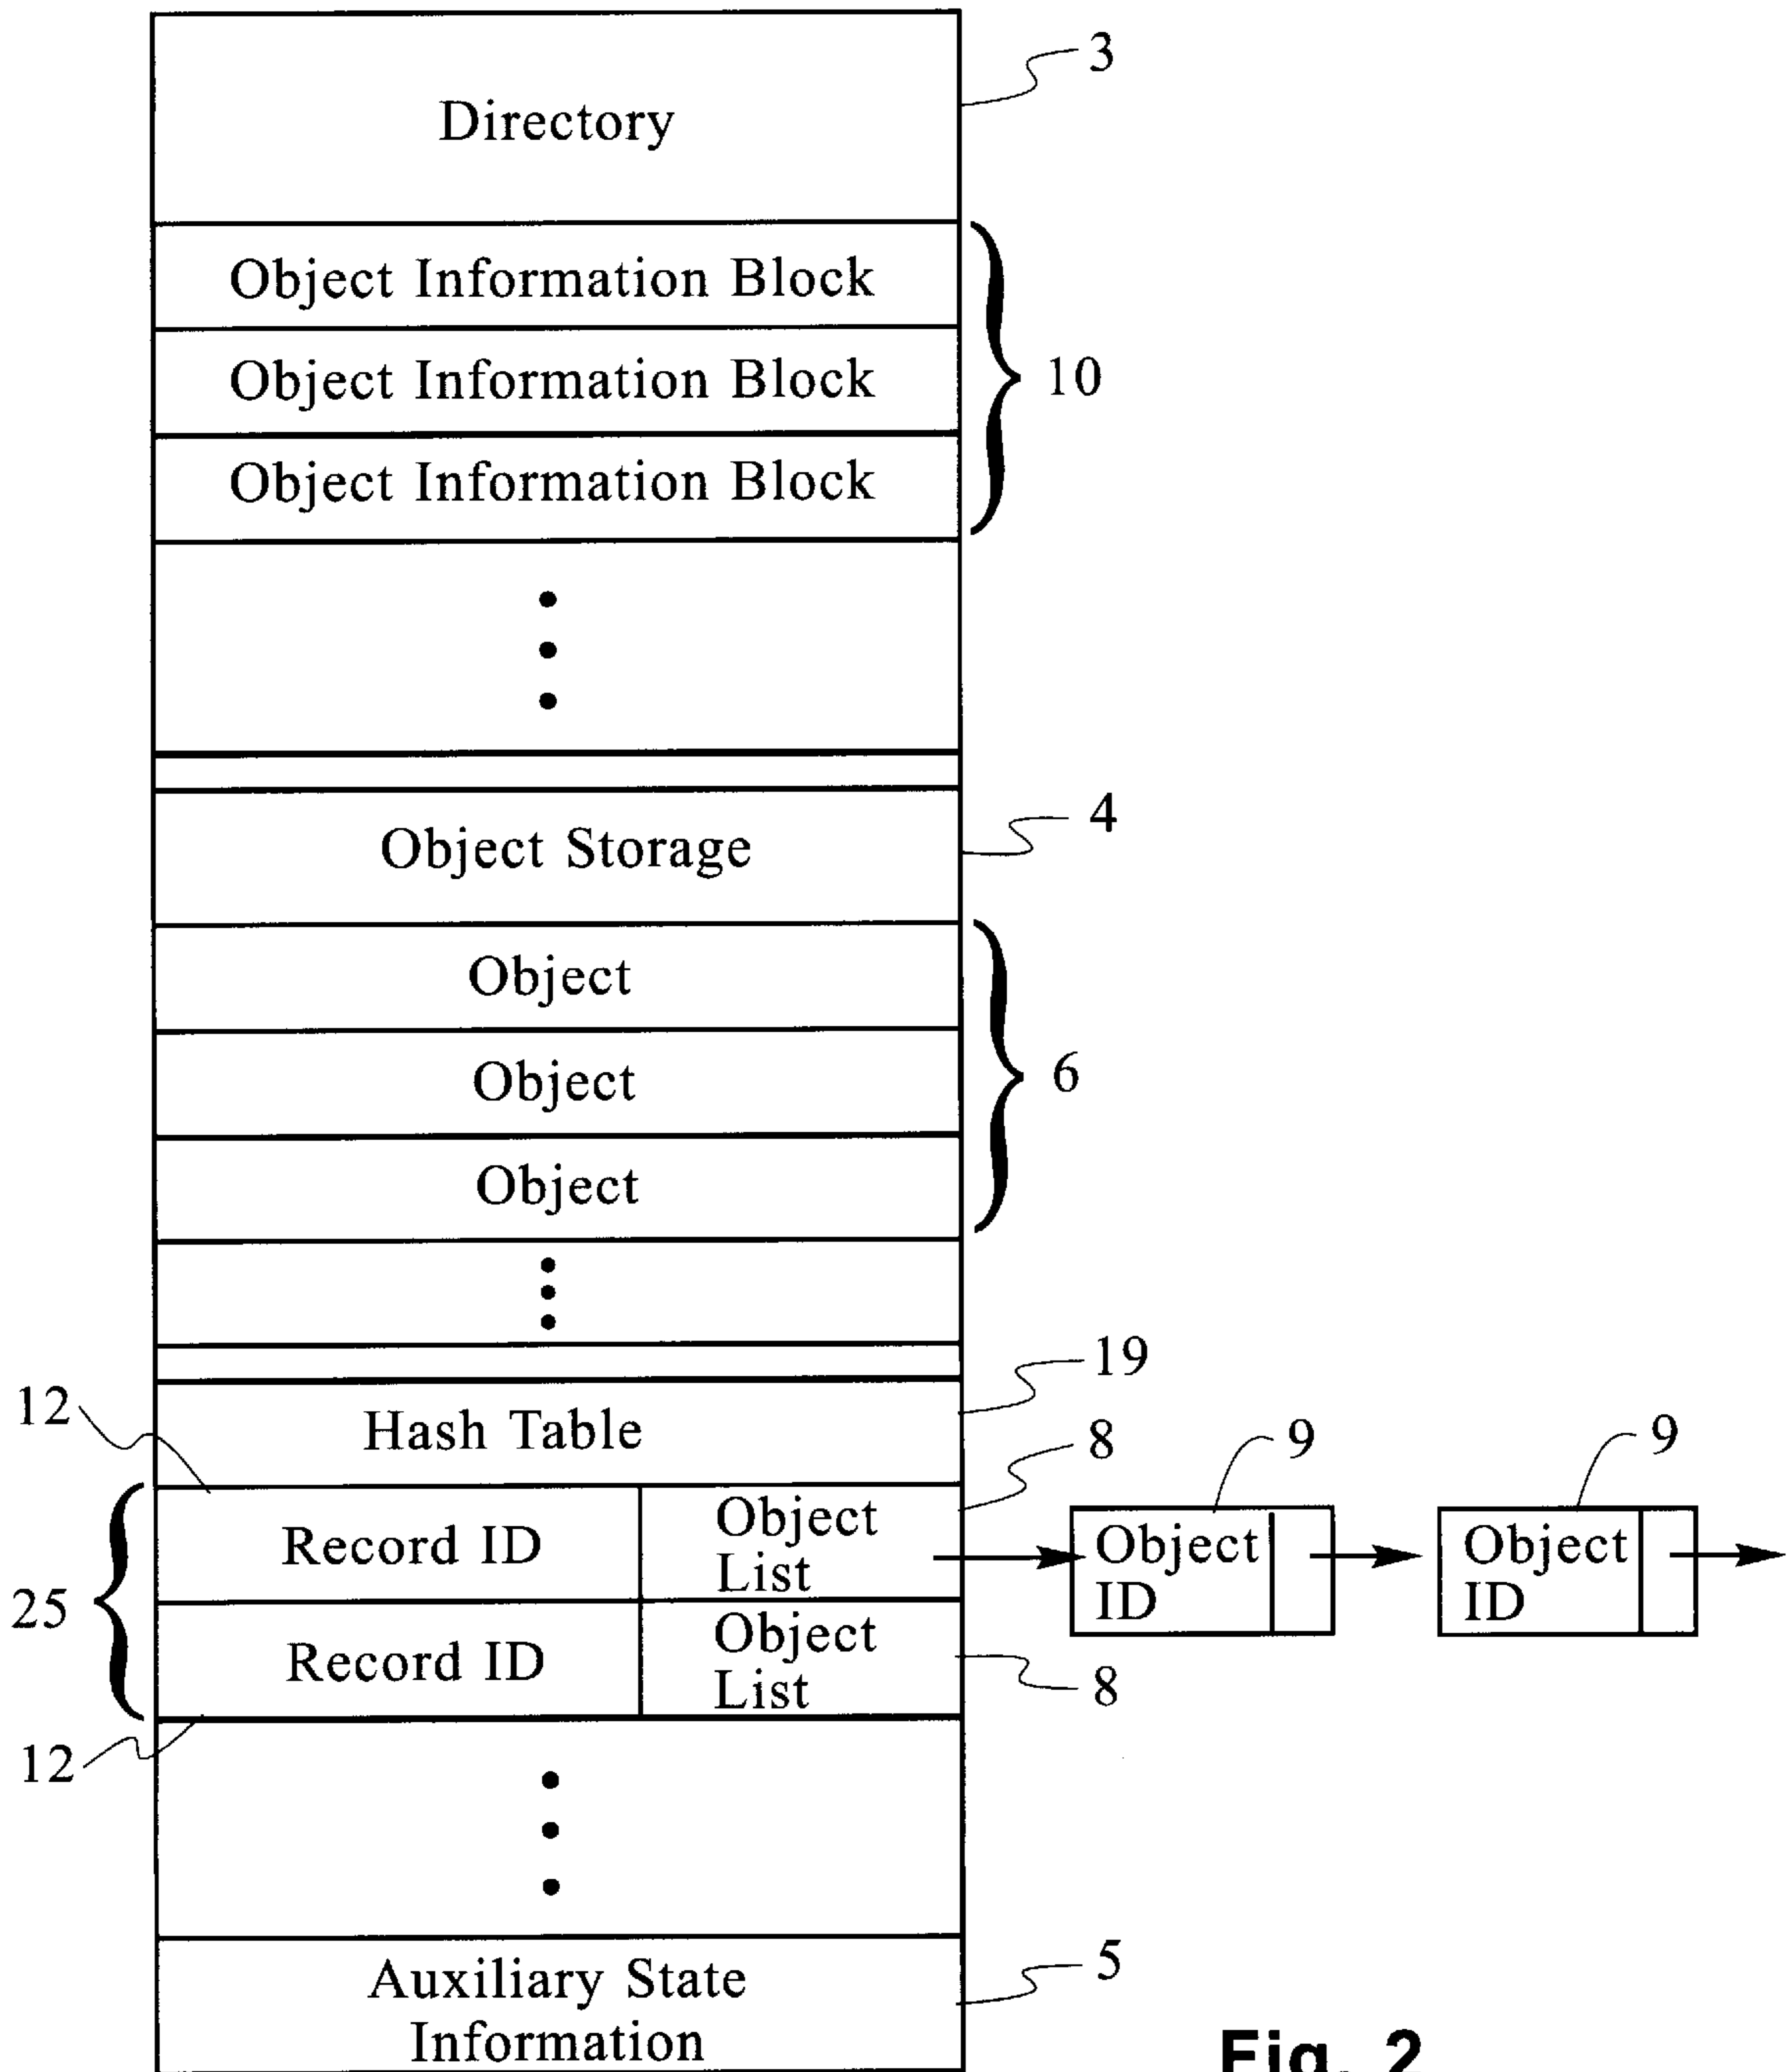 Directory
3
Object Information Block
Object Information Block
Object Information Block
10
Object Storage
4
Object
Object
Object
6
Hash Table
19
12
25
Record ID
Object
List
8
Object
ID
9
Object
ID
9
Record ID
Object
List
8
12
Auxiliary State
Information
5
Fig. 2